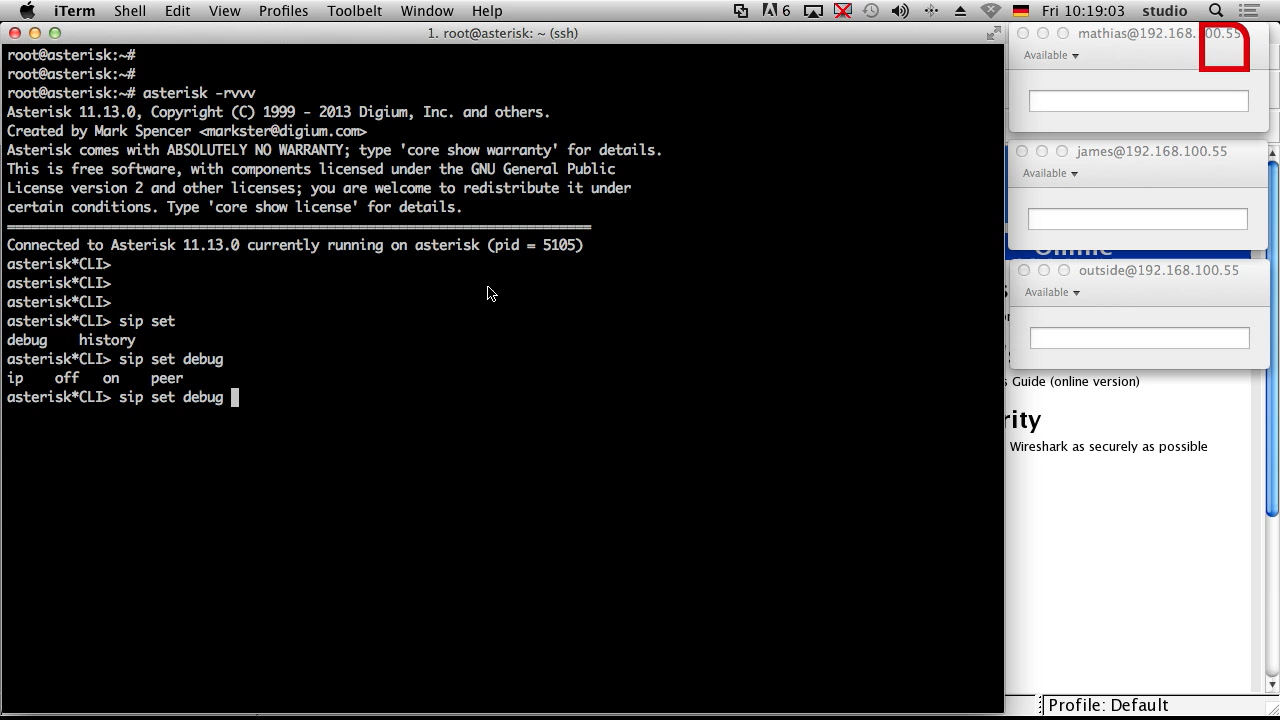 iTerm Shell Edit View Profiles Toolbelt Window Help 6 Fri 10:19:03 studio
1. root@asterisk: ~ (ssh)
root@asterisk:~#
root@asterisk:~#
root@asterisk:~# asterisk -rvvv
Asterisk 11.13.0, Copyright (C) 1999 - 2013 Digium, Inc. and others.
Created by Mark Spencer <markster@digium.com>
Asterisk comes with ABSOLUTELY NO WARRANTY; type 'core show warranty' for details.
This is free software, with components licensed under the GNU General Public
License version 2 and other licenses; you are welcome to redistribute it under
certain conditions. Type 'core show license' for details.
Connected to Asterisk 11.13.0 currently running on asterisk (pid = 5105)
asterisk*CLI>
asterisk*CLI>
asterisk*CLI>
asterisk*CLI> sip set
debug history
asterisk*CLI> sip set debug
ip off on peer
asterisk*CLI> sip set debug
mathias@192.168.100.55
Available
james@192.168.100.55
Available
outside@192.168.100.55
Available
s Guide (online version)
rity
Wireshark as securely as possible
Profile: Default